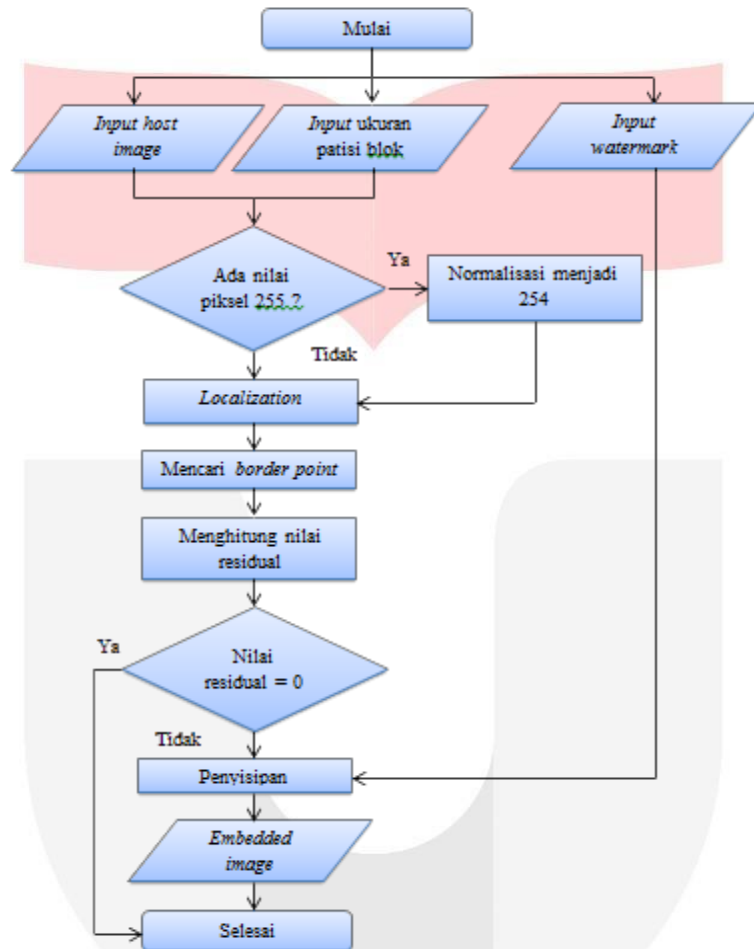 Mulai
Input host
image
Input ukuran
patisi blok
Input
watermark
Ada nilai
piksel 255 ?
Ya
Normalisasi menjadi
254
Tidak
Localization
Mencari border point
Menghitung nilai
residual
Nilai
residual = 0
Ya
Tidak
Penyisipan
Embedded
image
Selesai